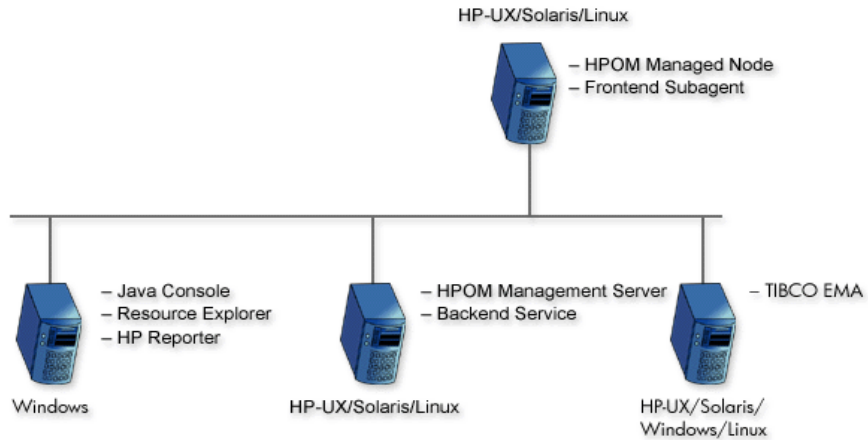 HP-UX/Solaris/Linux
– HPOM Managed Node
– Frontend Subagent
– Java Console
– Resource Explorer
– HP Reporter
Windows
– HPOM Management Server
– Backend Service
HP-UX/Solaris/Linux
– TIBCO EMA
HP-UX/Solaris/
Windows/Linux